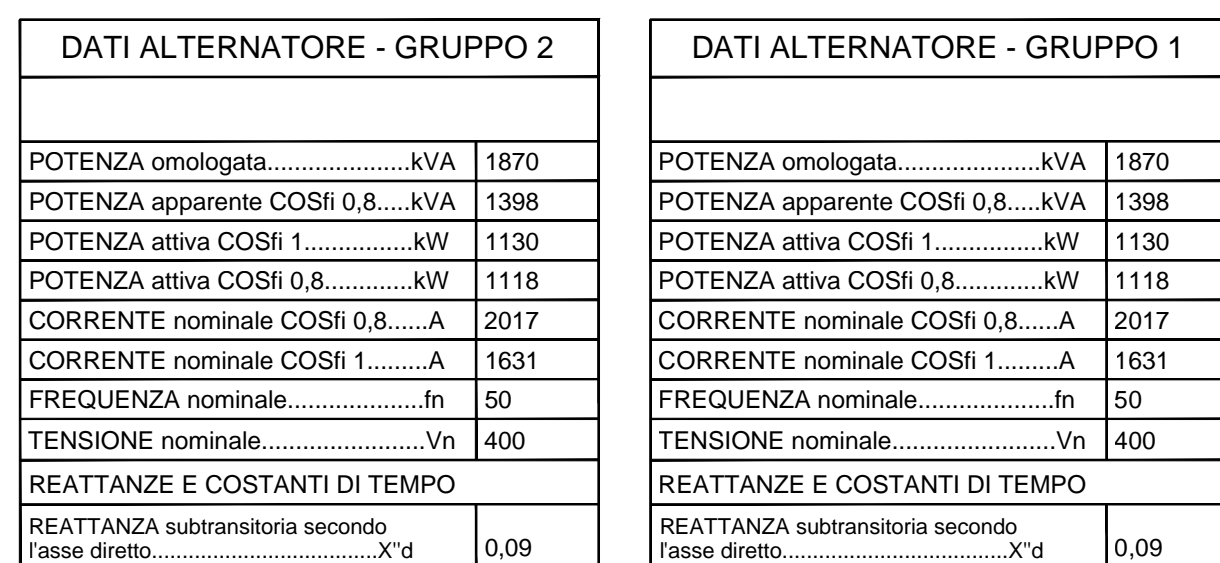 DATI ALTERNATORE - GRUPPO 2
POTENZA omologata.....................kVA 1870
POTENZA apparente COSfi 0,8.....kVA 1398
POTENZA attiva COSfi 1................kW 1130
POTENZA attiva COSfi 0,8.............kW 1118
CORRENTE nominale COSfi 0,8......A 2017
CORRENTE nominale COSfi 1.........A 1631
FREQUENZA nominale....................fn 50
TENSIONE nominale........................Vn 400
REATTANZE E COSTANTI DI TEMPO
REATTANZA subtransitoria secondo
l'asse diretto.....................................X"d 0,09
DATI ALTERNATORE - GRUPPO 1
POTENZA omologata.....................kVA 1870
POTENZA apparente COSfi 0,8.....kVA 1398
POTENZA attiva COSfi 1................kW 1130
POTENZA attiva COSfi 0,8.............kW 1118
CORRENTE nominale COSfi 0,8......A 2017
CORRENTE nominale COSfi 1.........A 1631
FREQUENZA nominale....................fn 50
TENSIONE nominale........................Vn 400
REATTANZE E COSTANTI DI TEMPO
REATTANZA subtransitoria secondo
l'asse diretto.....................................X"d 0,09